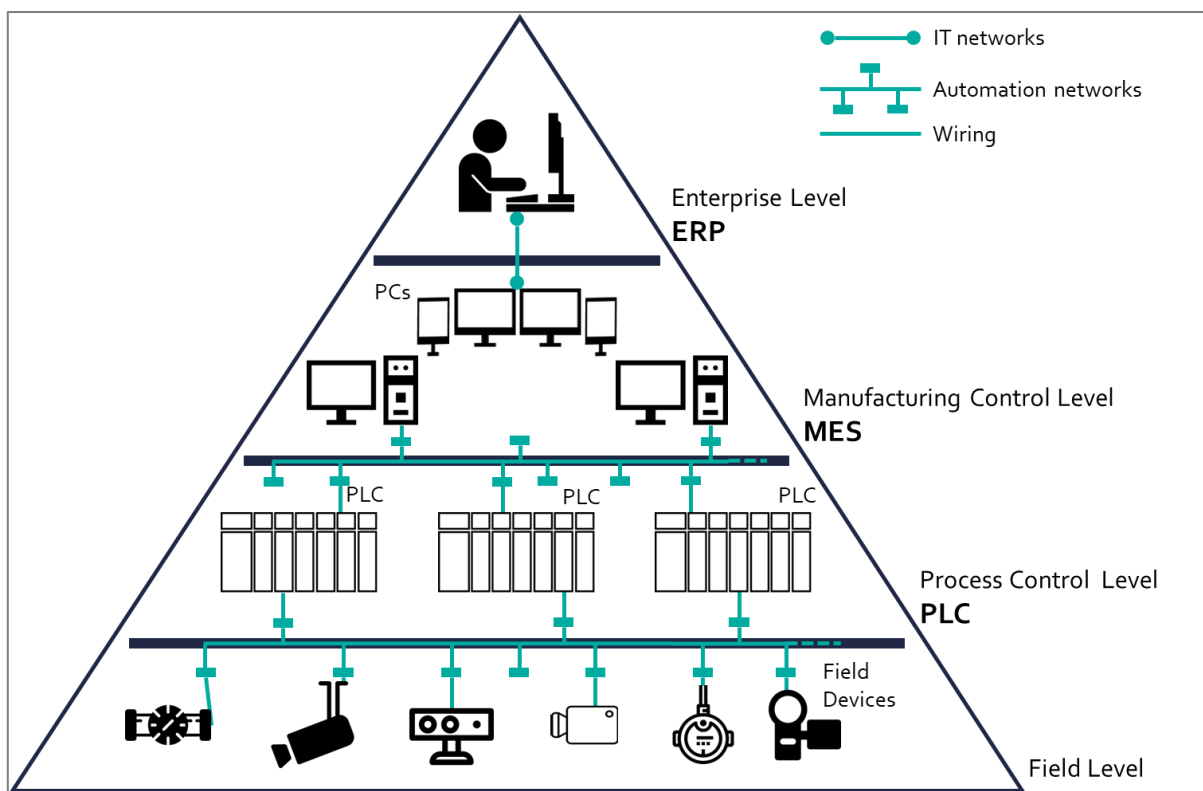 IT networks
Automation networks
Wiring
Enterprise Level
ERP
PCs
Manufacturing Control Level
MES
PLC
PLC
PLC
Process Control Level
PLC
Field
Devices
Field Level